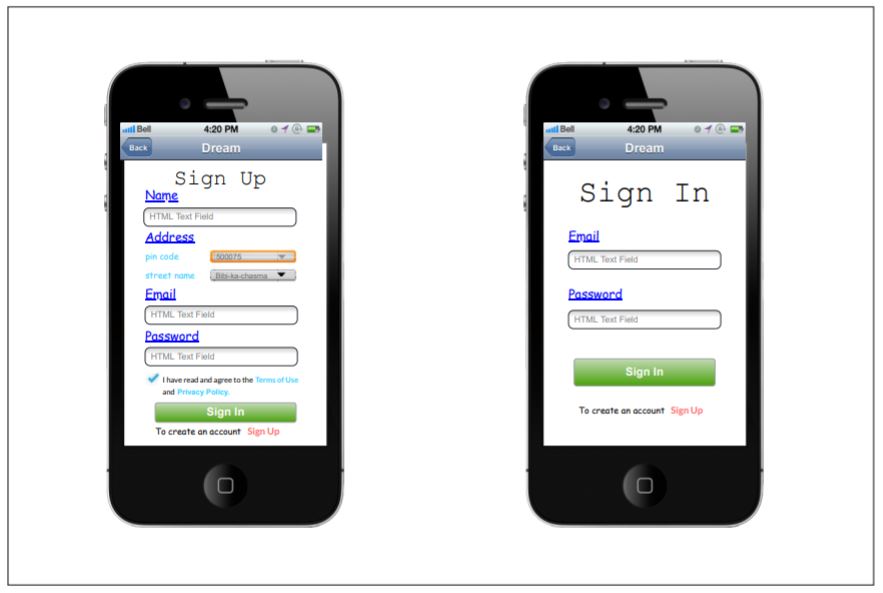 Bell 4:20 PM
Back Dream
Sign Up
Name
HTML Text Field
Address
pin code 500075
street name Bibi-ka-chasma
Email
HTML Text Field
Password
HTML Text Field
I have read and agree to the Terms of Use
and Privacy Policy.
Sign In
To create an account Sign Up
Bell 4:20 PM
Back Dream
Sign In
Email
HTML Text Field
Password
HTML Text Field
Sign In
To create an account Sign Up